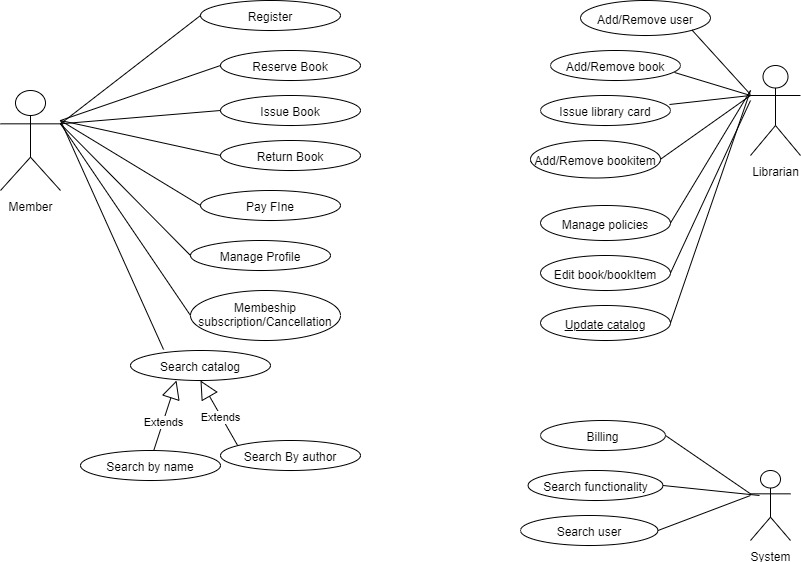 Register
Reserve Book
Issue Book
Return Book
Pay FIne
Manage Profile
Membeship
subscription/Cancellation
Search catalog
Extends
Extends
Search by name
Search By author
Member
Add/Remove user
Add/Remove book
Issue library card
Add/Remove bookitem
Manage policies
Edit book/bookItem
Update catalog
Librarian
Billing
Search functionality
Search user
System